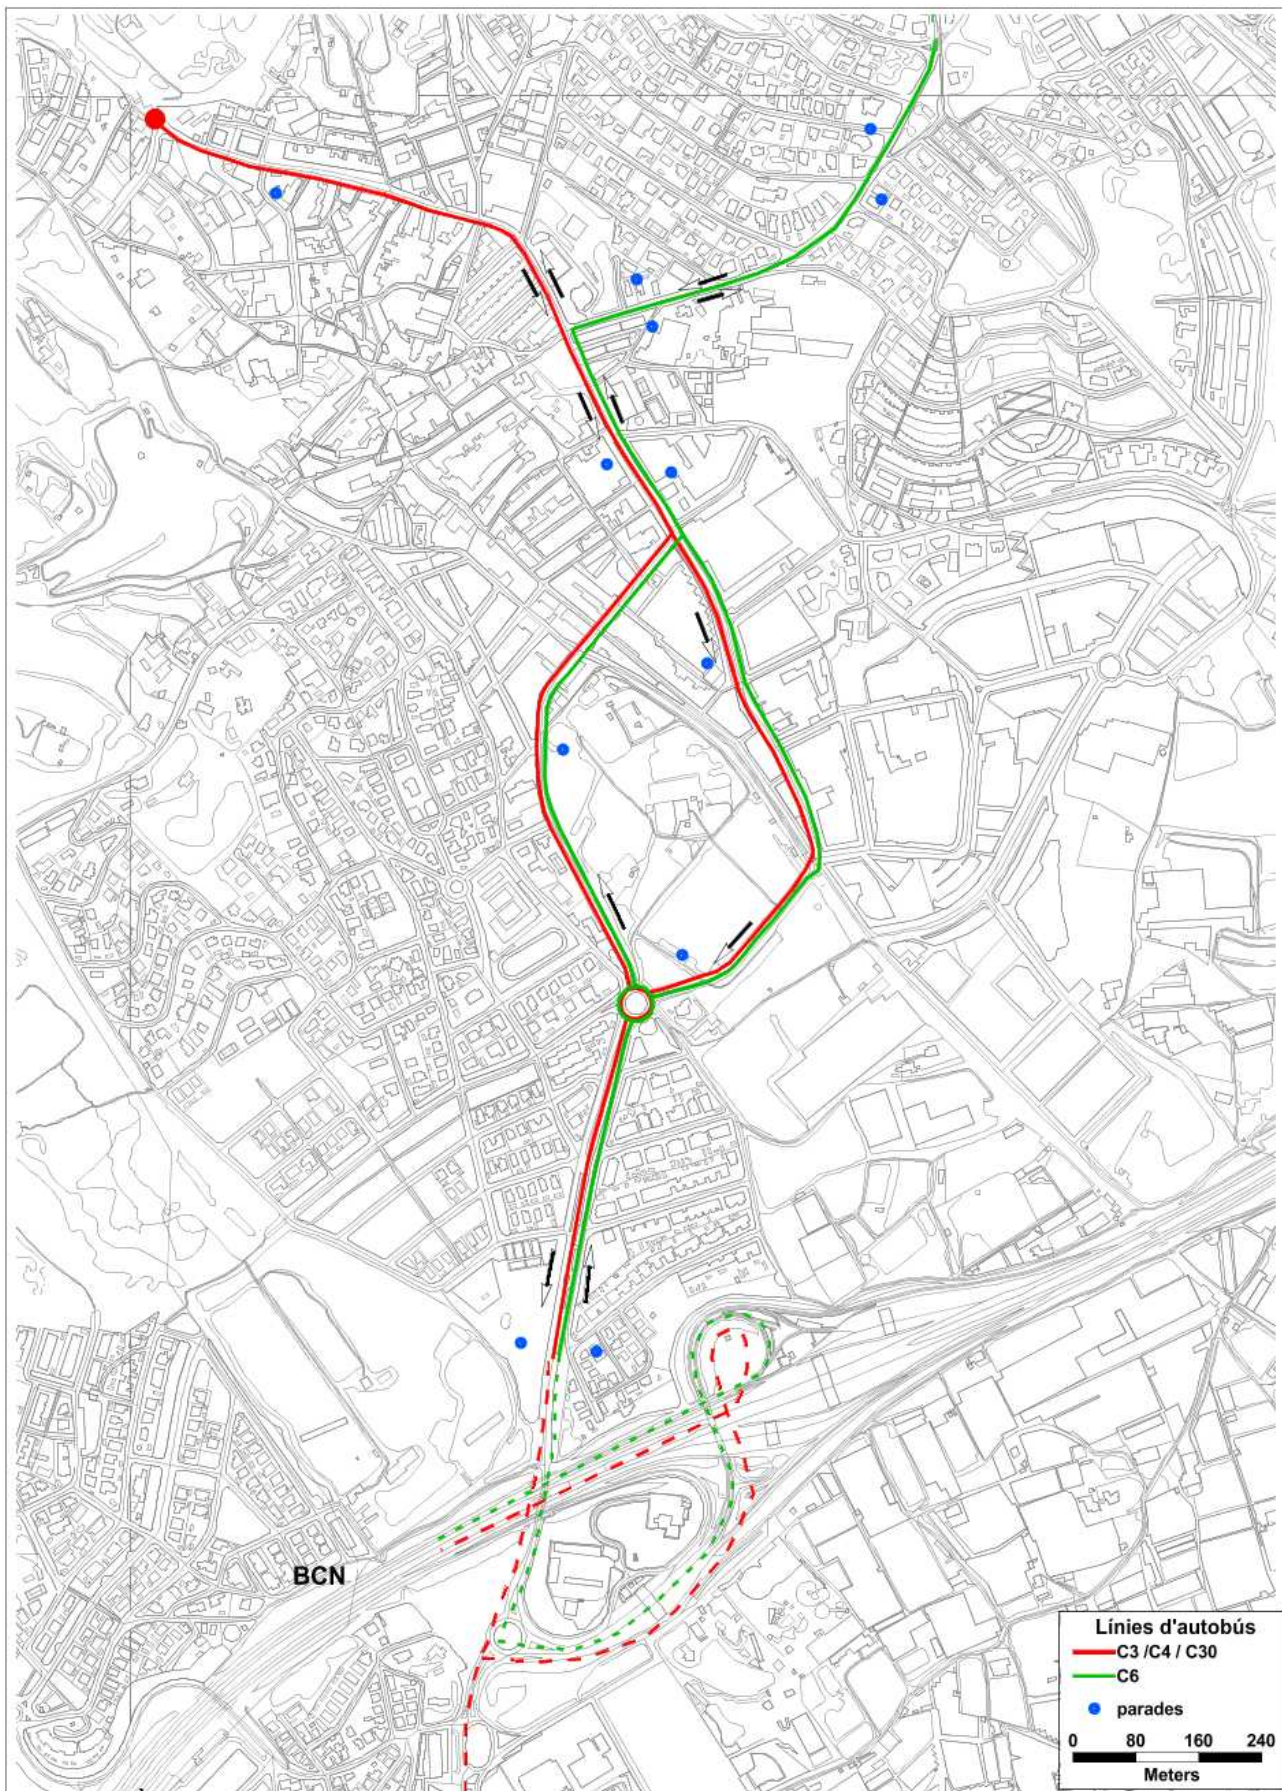 BCN
Línies d'autobús
C3 /C4 / C30
C6
parades
0 80 160 240
Meters